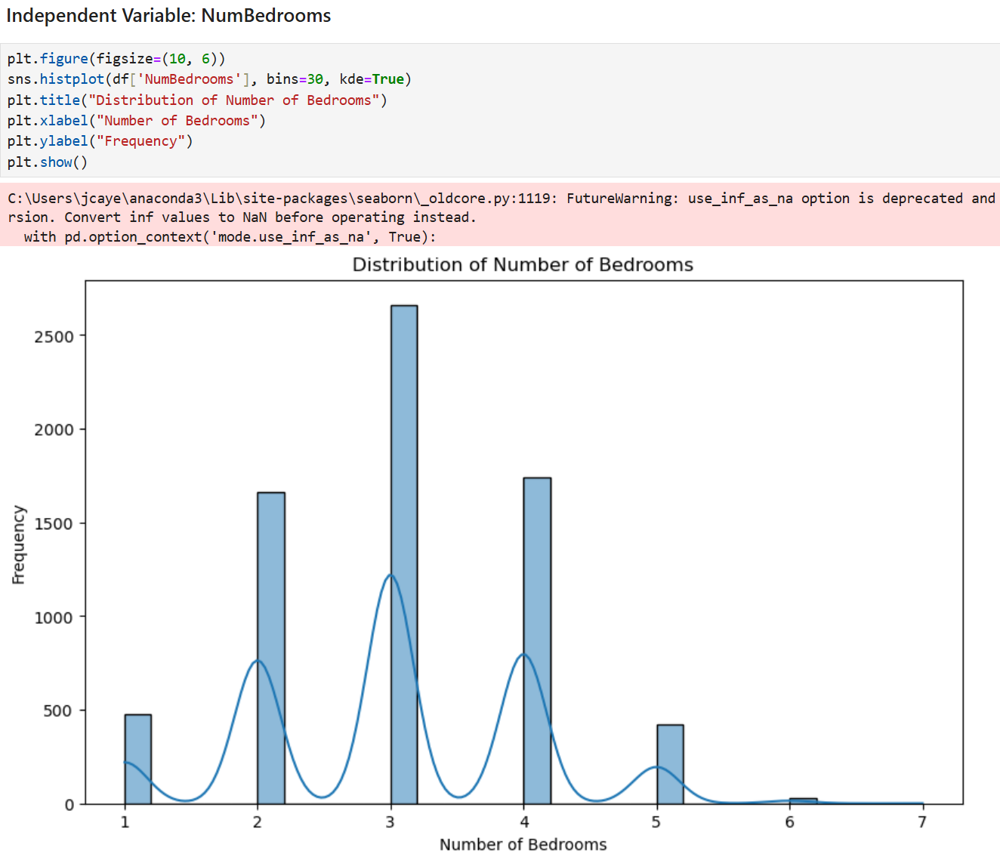 Independent Variable: NumBedrooms
plt.figure(figsize=(10, 6))
sns.histplot(df['NumBedrooms'], bins=30, kde=True)
plt.title("Distribution of Number of Bedrooms")
plt.xlabel("Number of Bedrooms")
plt.ylabel("Frequency")
plt.show()
C:\Users\jcaye\anaconda3\Lib\site-packages\seaborn\_oldcore.py:1119: FutureWarning: use_inf_as_na option is deprecated and
rsion. Convert inf values to NaN before operating instead.
  with pd.option_context('mode.use_inf_as_na', True):
Distribution of Number of Bedrooms
2500
2000
1500
1000
500
0
Frequency
1 2 3 4 5 6 7
Number of Bedrooms